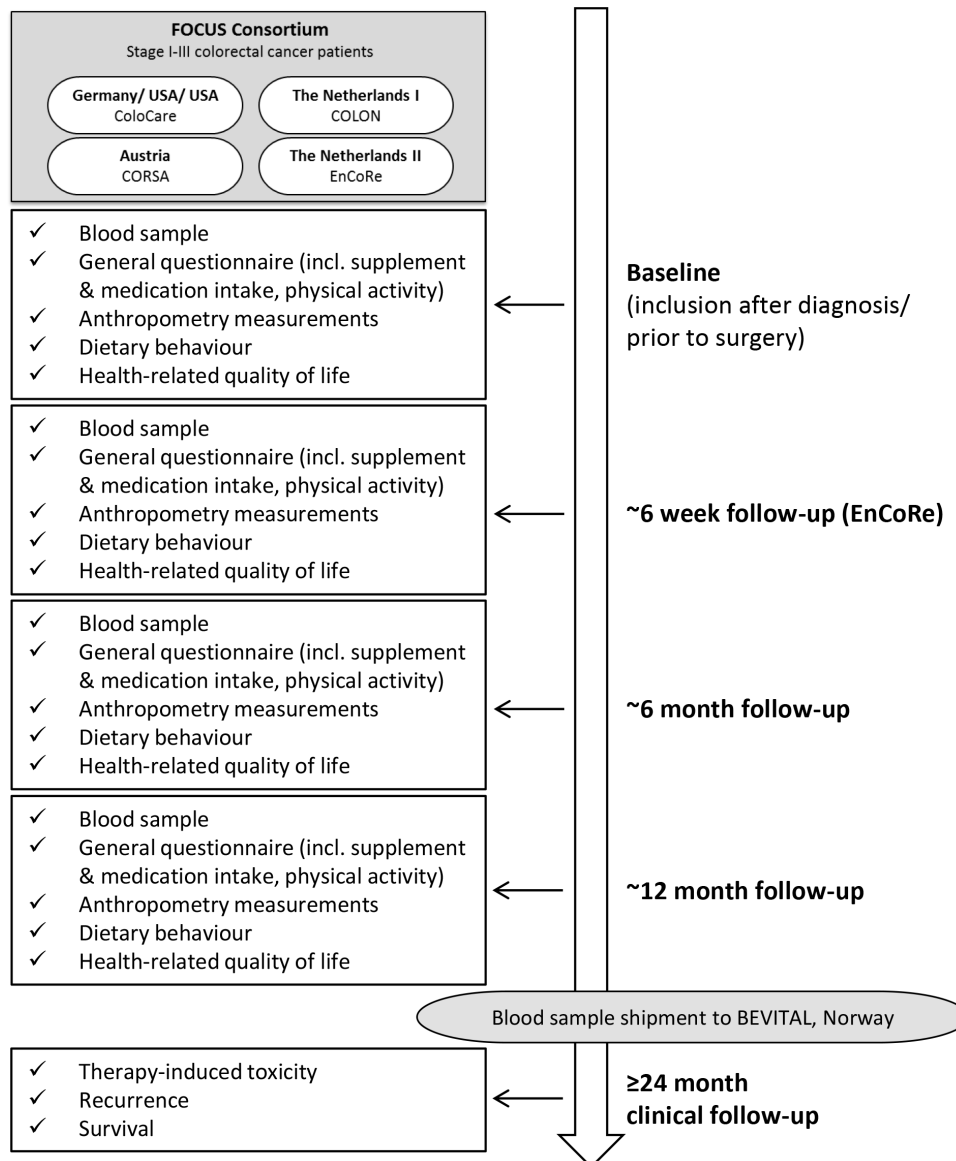 FOCUS Consortium
Stage I-III colorectal cancer patients
Germany/ USA/ USA
ColoCare
The Netherlands I
COLON
Austria
CORSA
The Netherlands II
EnCoRe
✓ Blood sample
✓ General questionnaire (incl. supplement
& medication intake, physical activity)
✓ Anthropometry measurements
✓ Dietary behaviour
✓ Health-related quality of life
Baseline
(inclusion after diagnosis/
prior to surgery)
✓ Blood sample
✓ General questionnaire (incl. supplement
& medication intake, physical activity)
✓ Anthropometry measurements
✓ Dietary behaviour
✓ Health-related quality of life
~6 week follow-up (EnCoRe)
✓ Blood sample
✓ General questionnaire (incl. supplement
& medication intake, physical activity)
✓ Anthropometry measurements
✓ Dietary behaviour
✓ Health-related quality of life
~6 month follow-up
✓ Blood sample
✓ General questionnaire (incl. supplement
& medication intake, physical activity)
✓ Anthropometry measurements
✓ Dietary behaviour
✓ Health-related quality of life
~12 month follow-up
Blood sample shipment to BEVITAL, Norway
✓ Therapy-induced toxicity
✓ Recurrence
✓ Survival
≥24 month
clinical follow-up